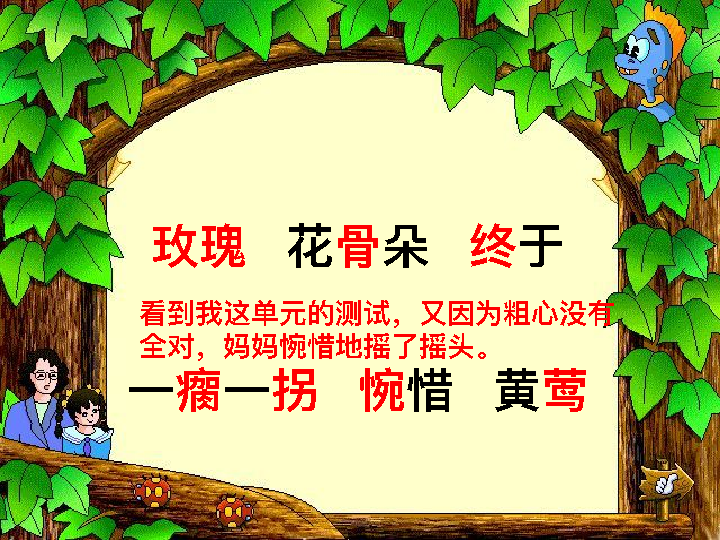 玫瑰 花骨朵 终于
看到我这单元的测试，又因为粗心没有
全对，妈妈惋惜地摇了摇头。
一瘸一拐 惋惜 黄莺